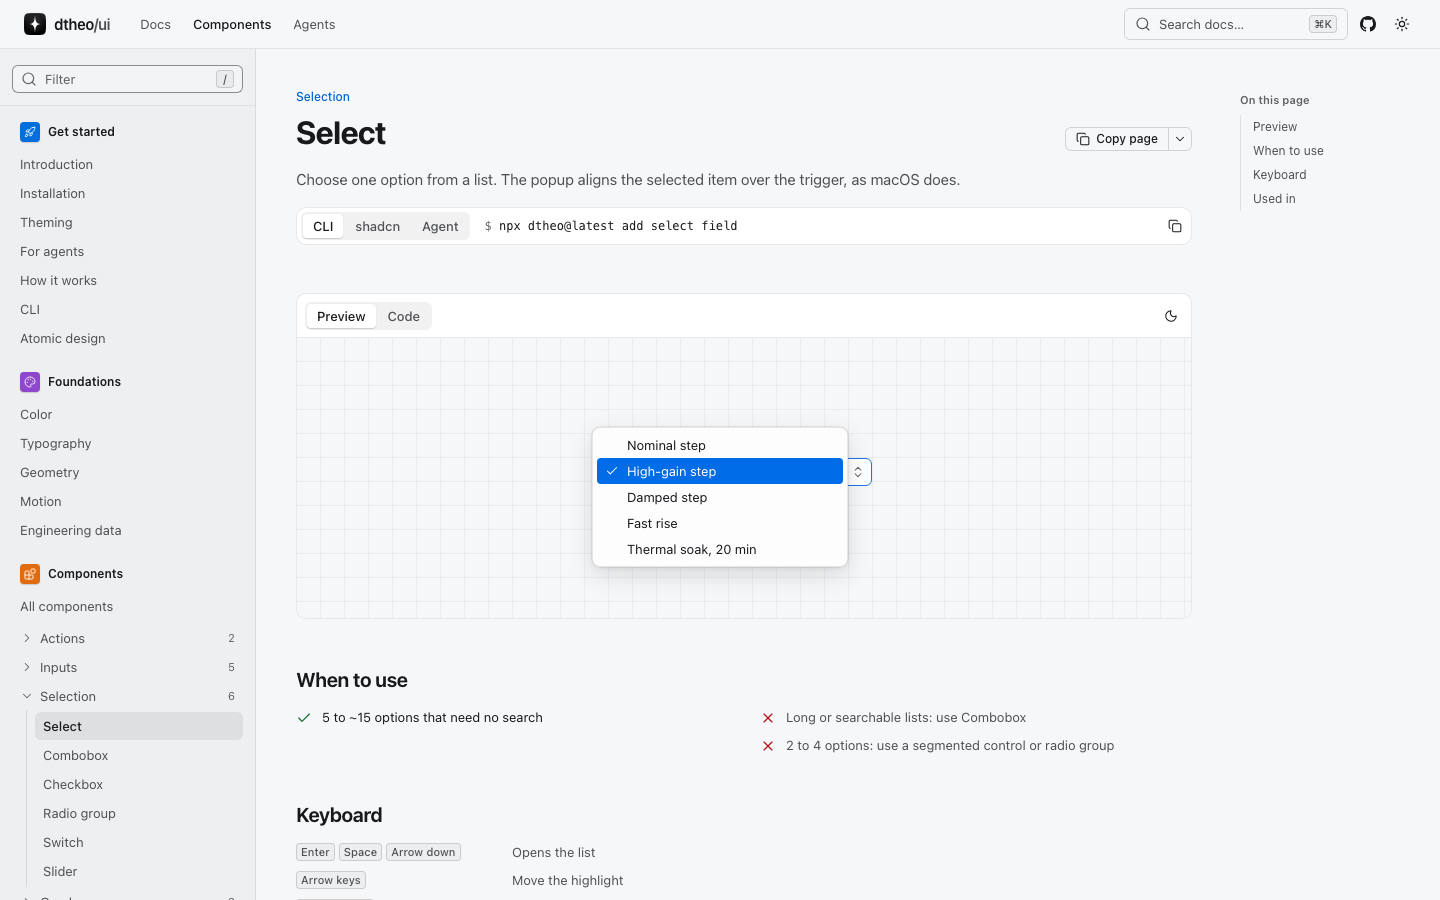 dtheo/ui
Docs
Components
Agents
Search docs...
⌘K
Filter
/
Get started
Introduction
Installation
Theming
For agents
How it works
CLI
Atomic design
Foundations
Color
Typography
Geometry
Motion
Engineering data
Components
All components
Actions 2
Inputs 5
Selection 6
Select
Combobox
Checkbox
Radio group
Switch
Slider
Selection
Select
Copy page
Choose one option from a list. The popup aligns the selected item over the trigger, as macOS does.
CLI
shadcn
Agent
$ npx dtheo@latest add select field
Preview
Code
Nominal step
High-gain step
Damped step
Fast rise
Thermal soak, 20 min
When to use
5 to ~15 options that need no search
Long or searchable lists: use Combobox
2 to 4 options: use a segmented control or radio group
Keyboard
Enter Space Arrow down Opens the list
Arrow keys Move the highlight
On this page
Preview
When to use
Keyboard
Used in